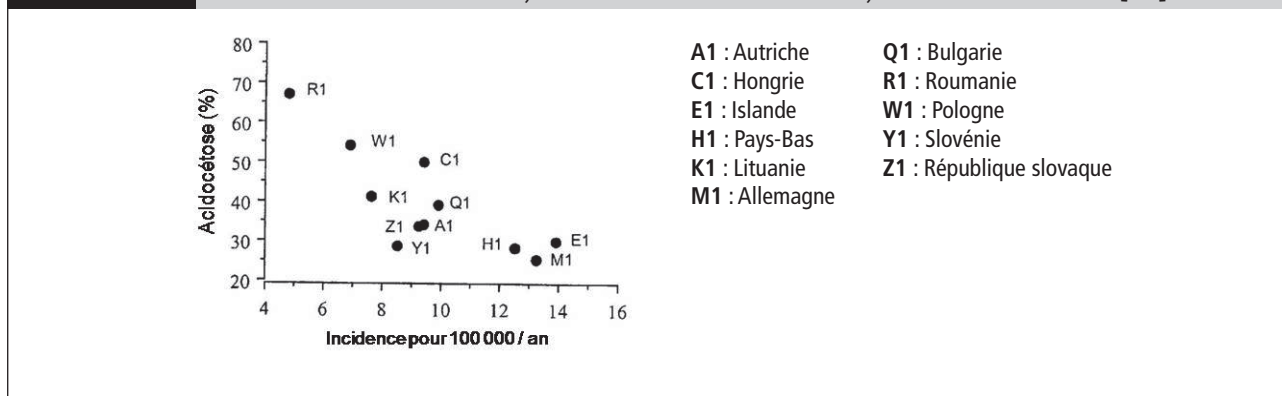 80
70
60
50
40
30
20
Acidocétose (%)
R1
W1
C1
K1
Q1
Z1
A1
Y1
H1
E1
M1
4 6 8 10 12 14 16
Incidence pour 100 000 / an
A1 : Autriche
C1 : Hongrie
E1 : Islande
H1 : Pays-Bas
K1 : Lituanie
M1 : Allemagne
Q1 : Bulgarie
R1 : Roumanie
W1 : Pologne
Y1 : Slovénie
Z1 : République slovaque